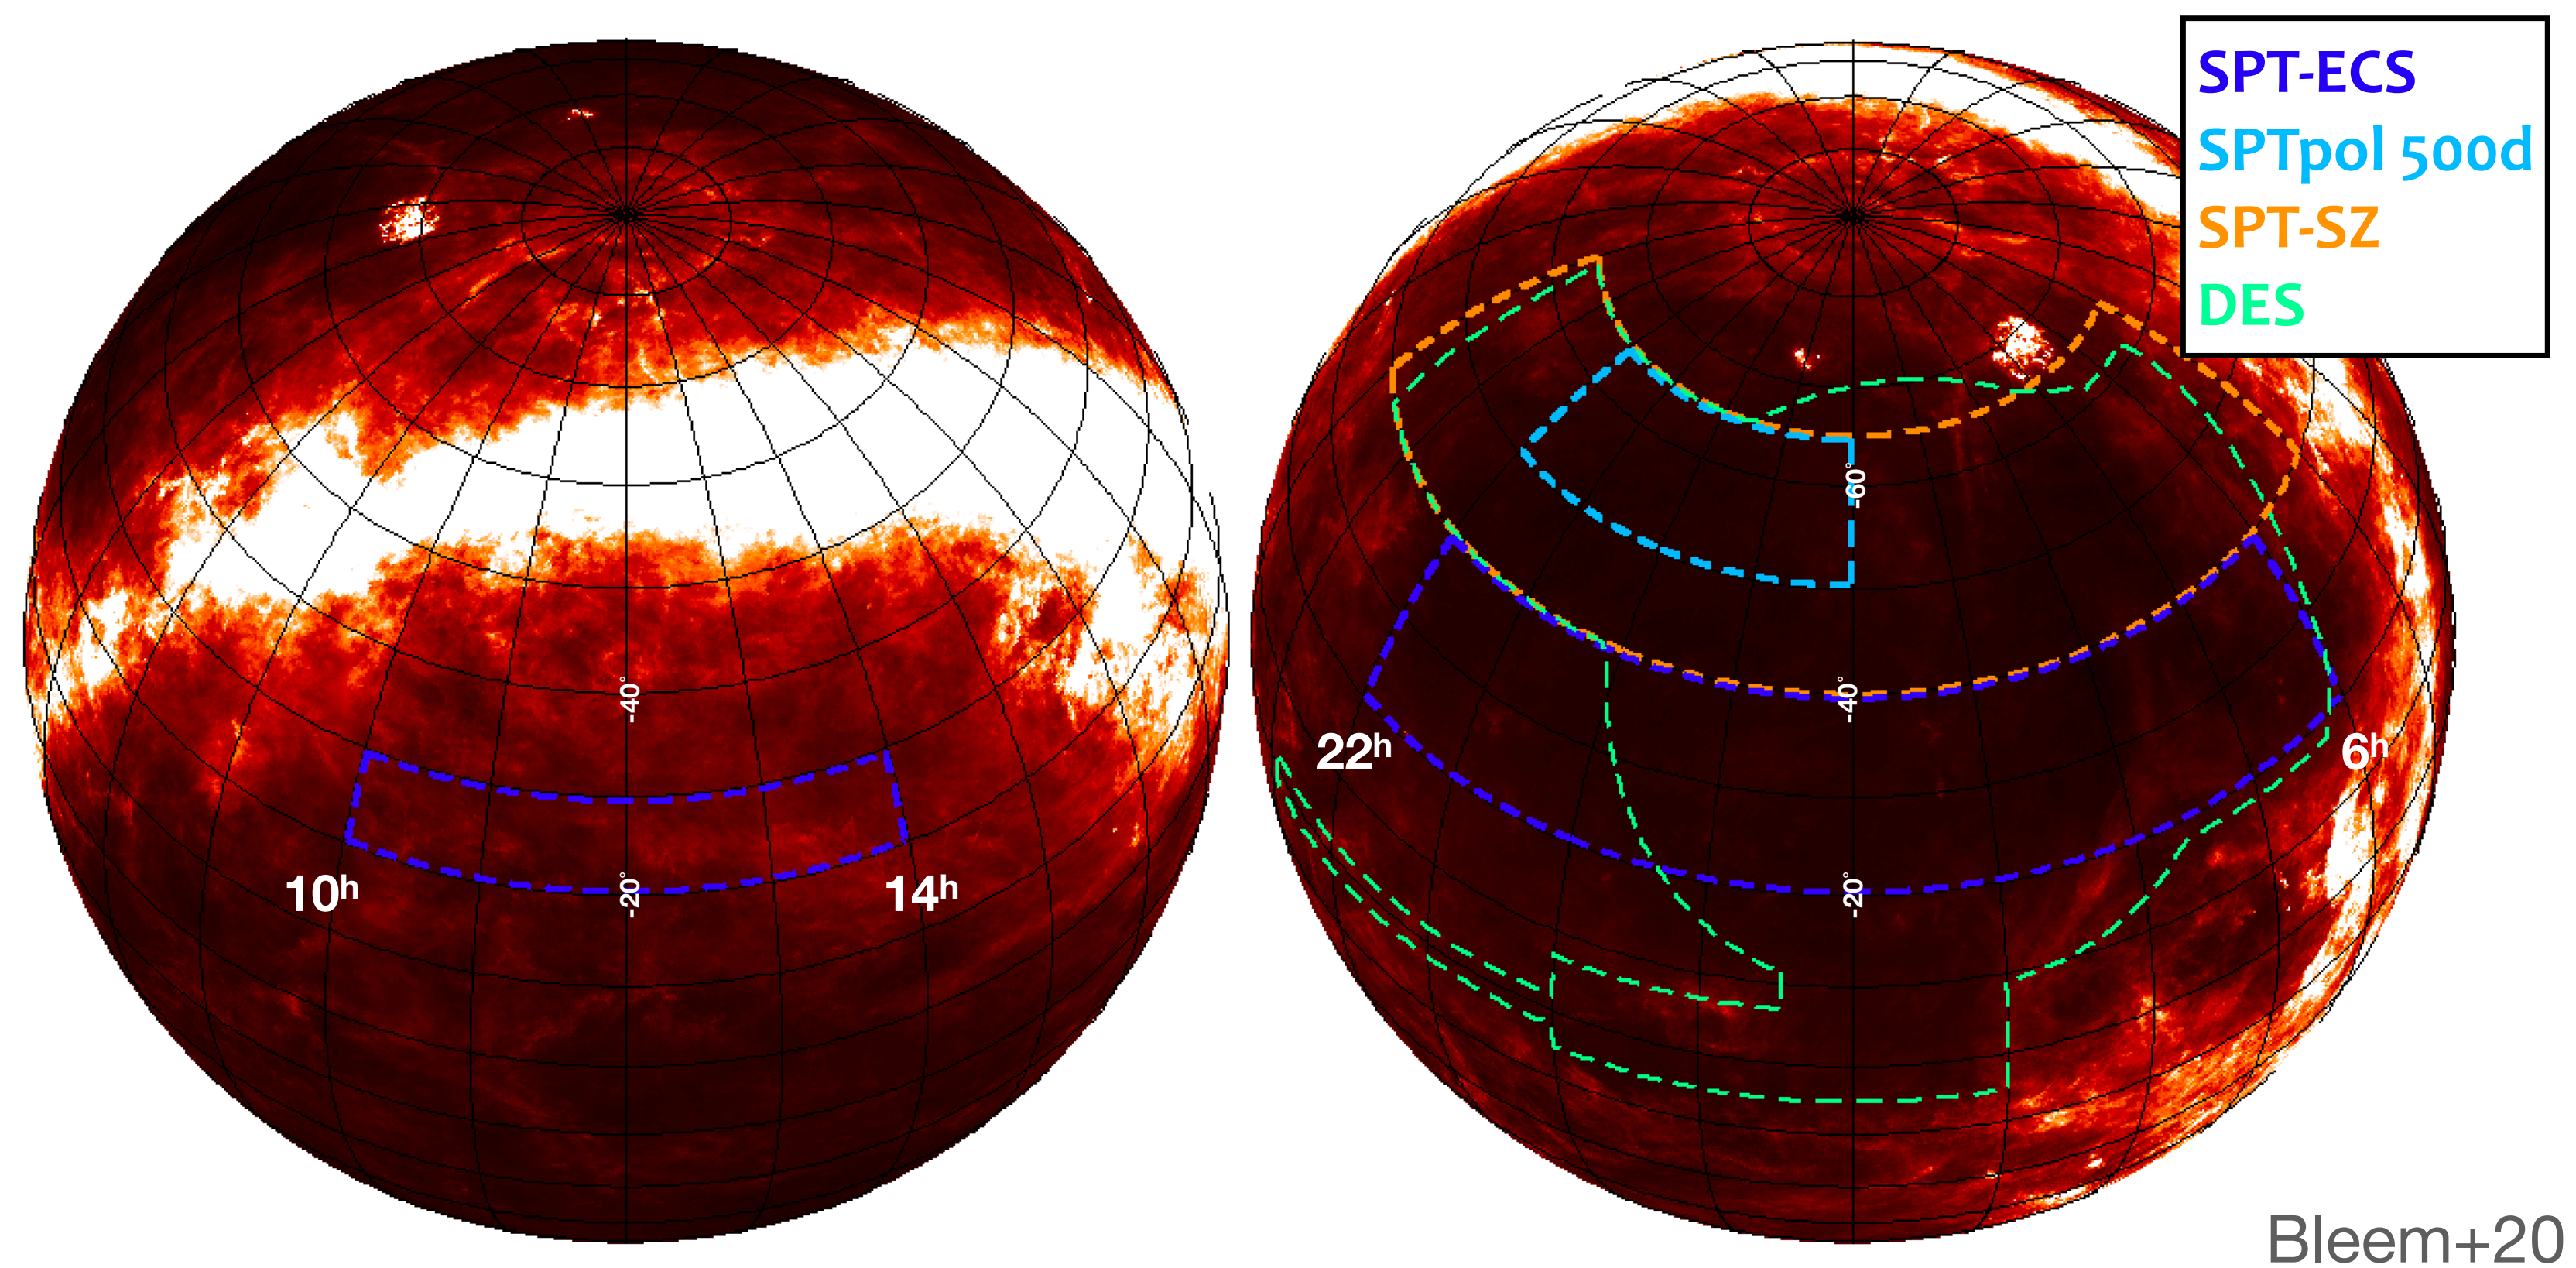 SPT-ECS
SPTpol 500d
SPT-SZ
DES
-40°
-20°
10ʰ
14ʰ
-60°
-40°
-20°
22ʰ
6ʰ
Bleem+20